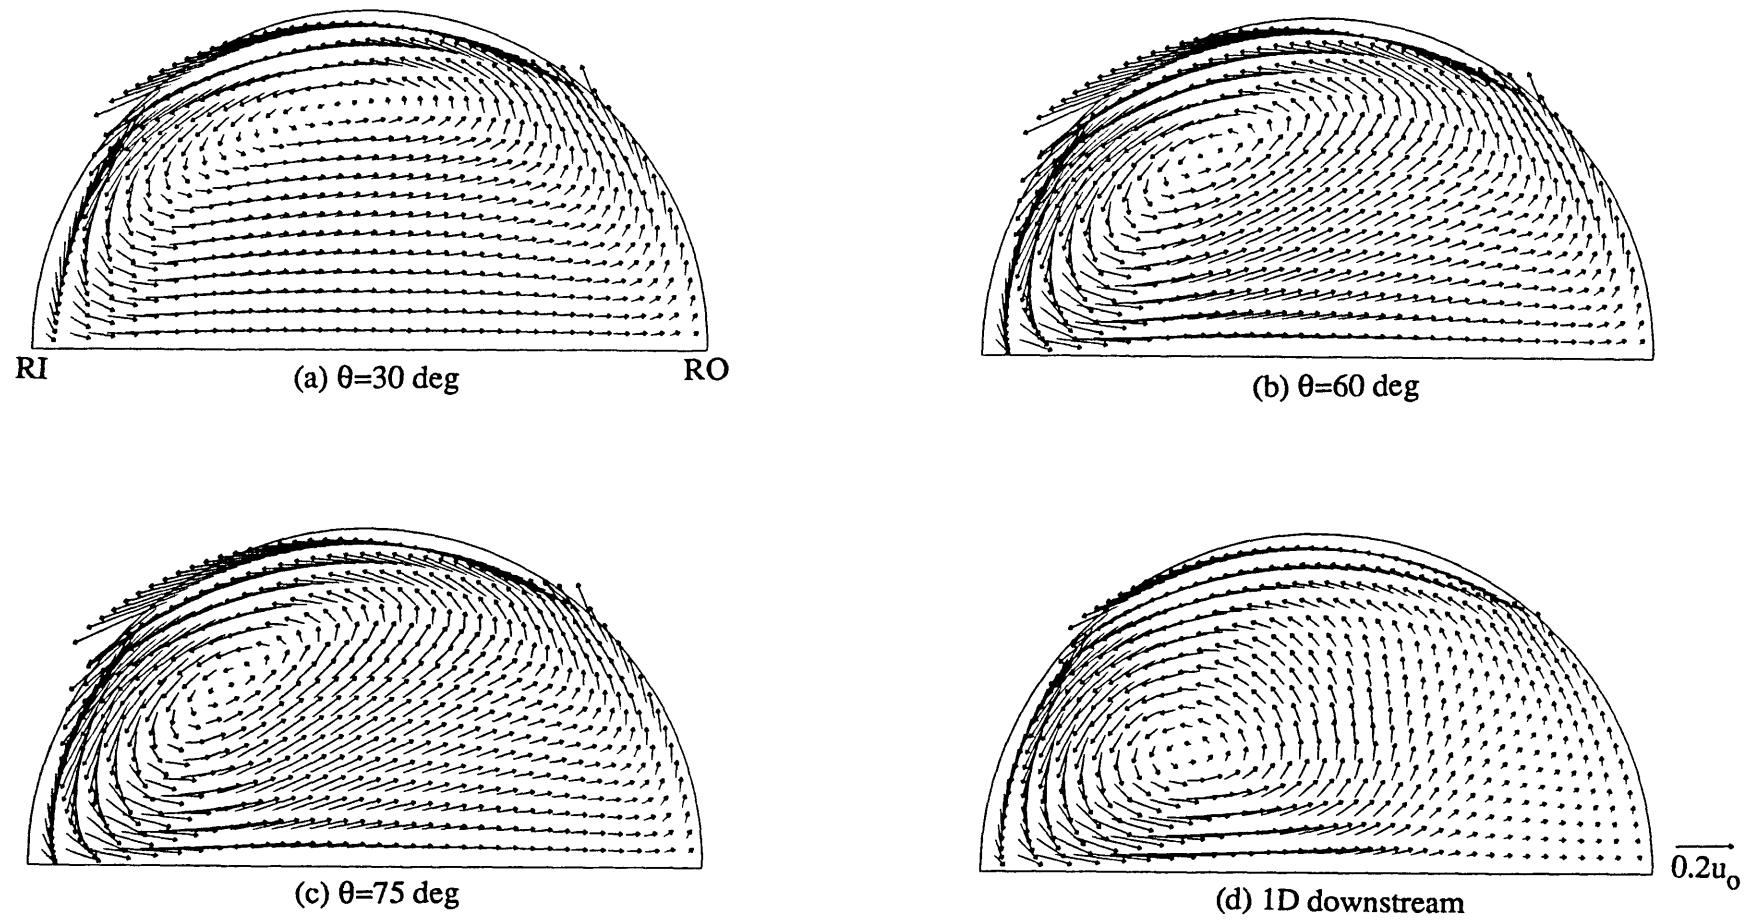 RI
RO
(a) θ=30 deg
(b) θ=60 deg
(c) θ=75 deg
(d) 1D downstream
0.2u₀